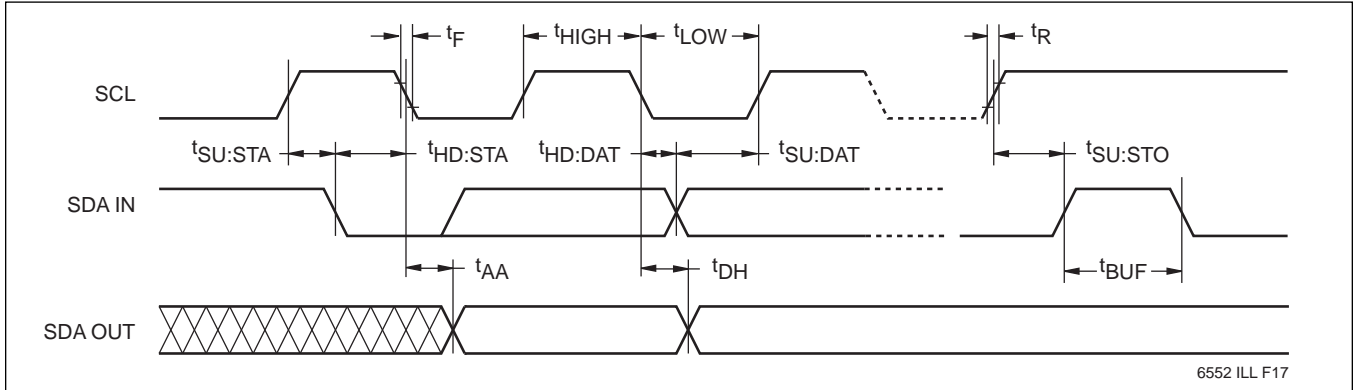 tF
tHIGH
tLOW
tR
SCL
tSU:STA
tHD:STA
tHD:DAT
tSU:DAT
tSU:STO
SDA IN
tAA
tDH
tBUF
SDA OUT
6552 ILL F17